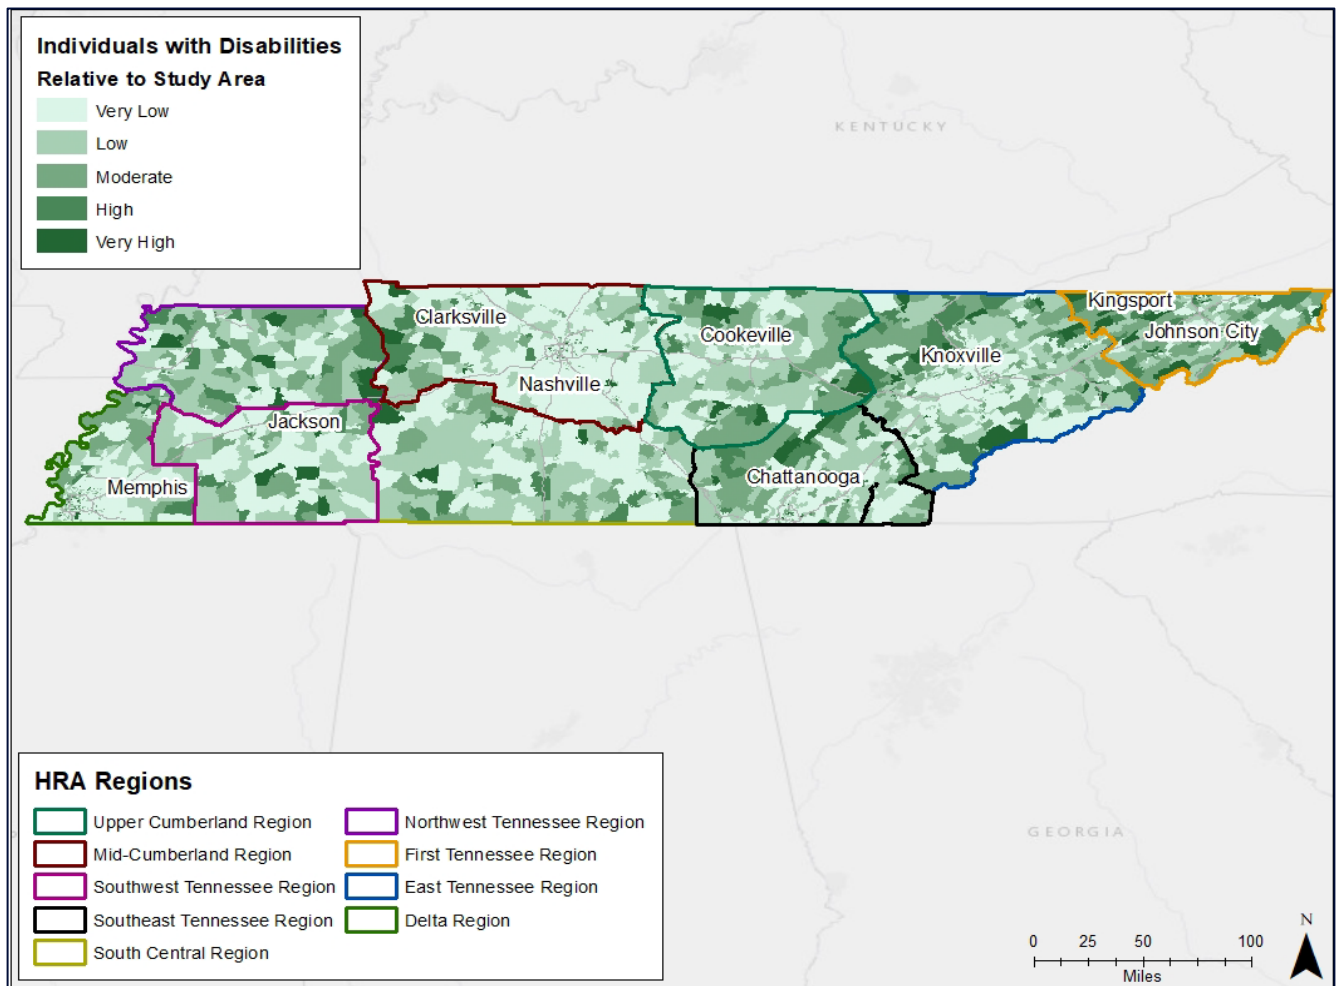 Individuals with Disabilities
Relative to Study Area
Very Low
Low
Moderate
High
Very High
KENTUCKY
Kingsport
Clarksville
Johnson City
Cookeville
Knoxville
Nashville
Jackson
Chattanooga
Memphis
HRA Regions
Upper Cumberland Region
Mid-Cumberland Region
Southwest Tennessee Region
Southeast Tennessee Region
South Central Region
Northwest Tennessee Region
First Tennessee Region
East Tennessee Region
Delta Region
GEORGIA
N
0 25 50 100
Miles